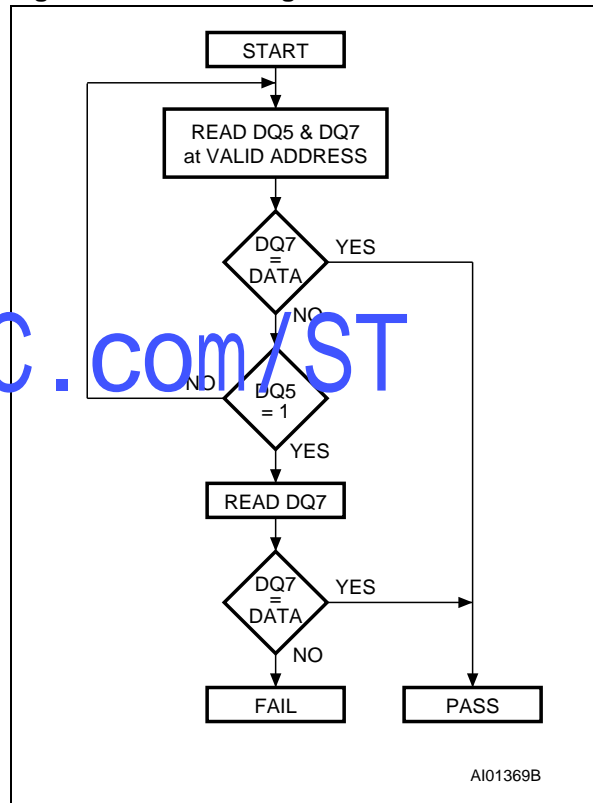 START
READ DQ5 & DQ7
at VALID ADDRESS
DQ7
=
DATA
YES
NO
C.com/ST
DQ5
= 1
NO
YES
READ DQ7
DQ7
=
DATA
YES
NO
FAIL
PASS
AI01369B